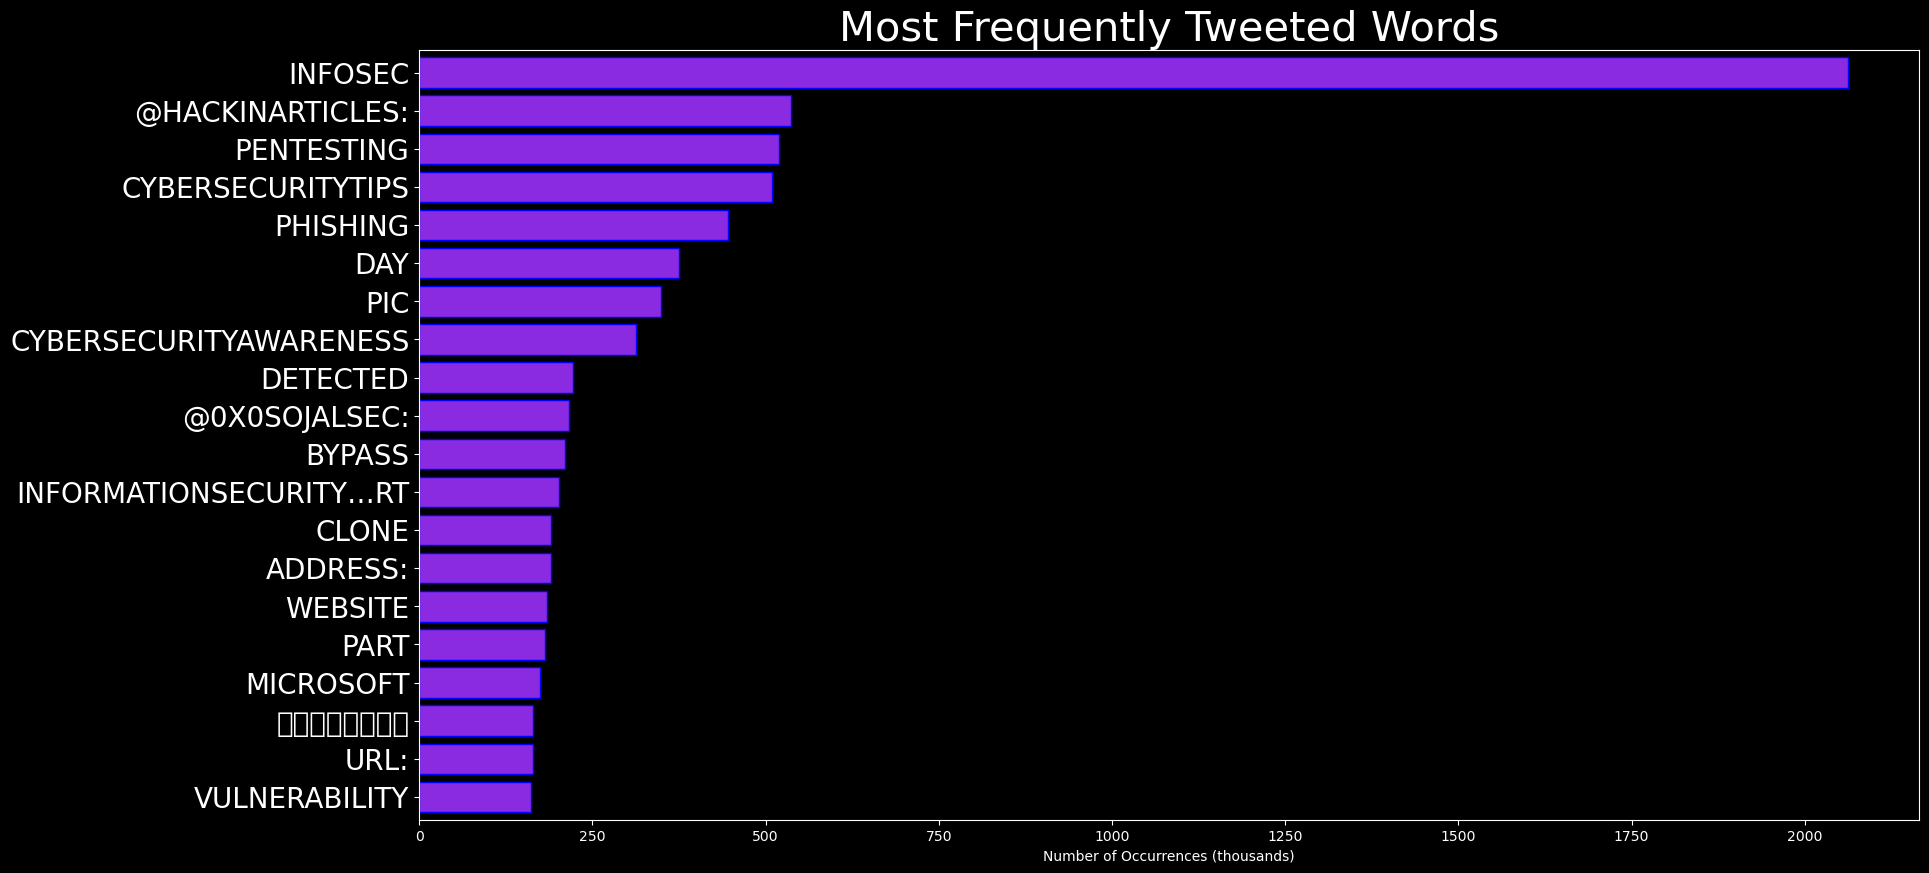 Most Frequently Tweeted Words
INFOSEC
@HACKINARTICLES:
PENTESTING
CYBERSECURITYTIPS
PHISHING
DAY
PIC
CYBERSECURITYAWARENESS
DETECTED
@0X0SOJALSEC:
BYPASS
INFORMATIONSECURITY…RT
CLONE
ADDRESS:
WEBSITE
PART
MICROSOFT
URL:
VULNERABILITY
0 250 500 750 1000 1250 1500 1750 2000
Number of Occurrences (thousands)